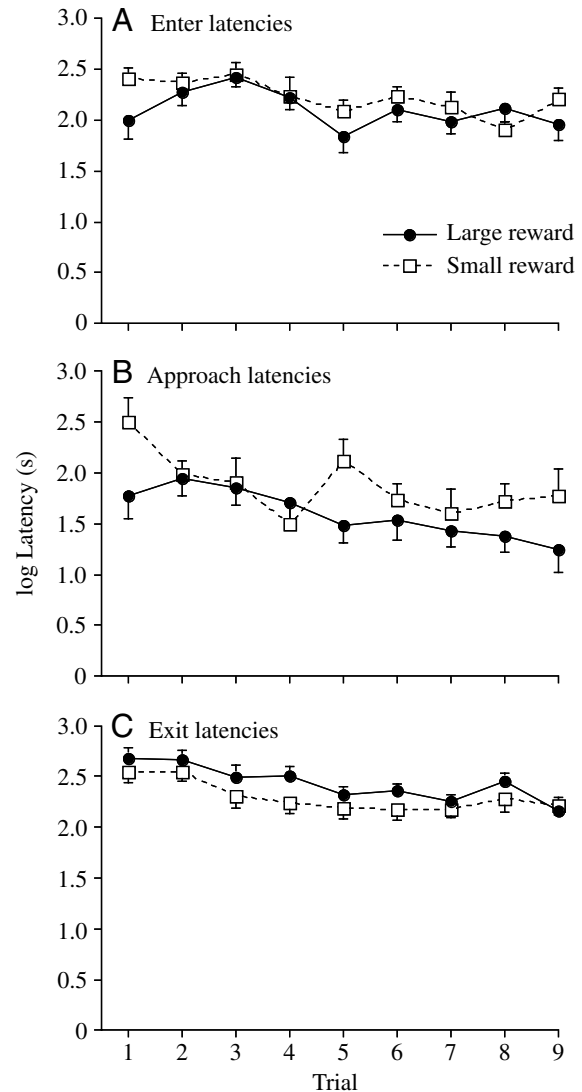 A Enter latencies
3.0
2.5
2.0
1.5
1.0
0.5
0
Large reward
Small reward
B Approach latencies
3.0
2.5
2.0
1.5
1.0
0.5
0
log Latency (s)
C Exit latencies
3.0
2.5
2.0
1.5
1.0
0.5
0
1 2 3 4 5 6 7 8 9
Trial